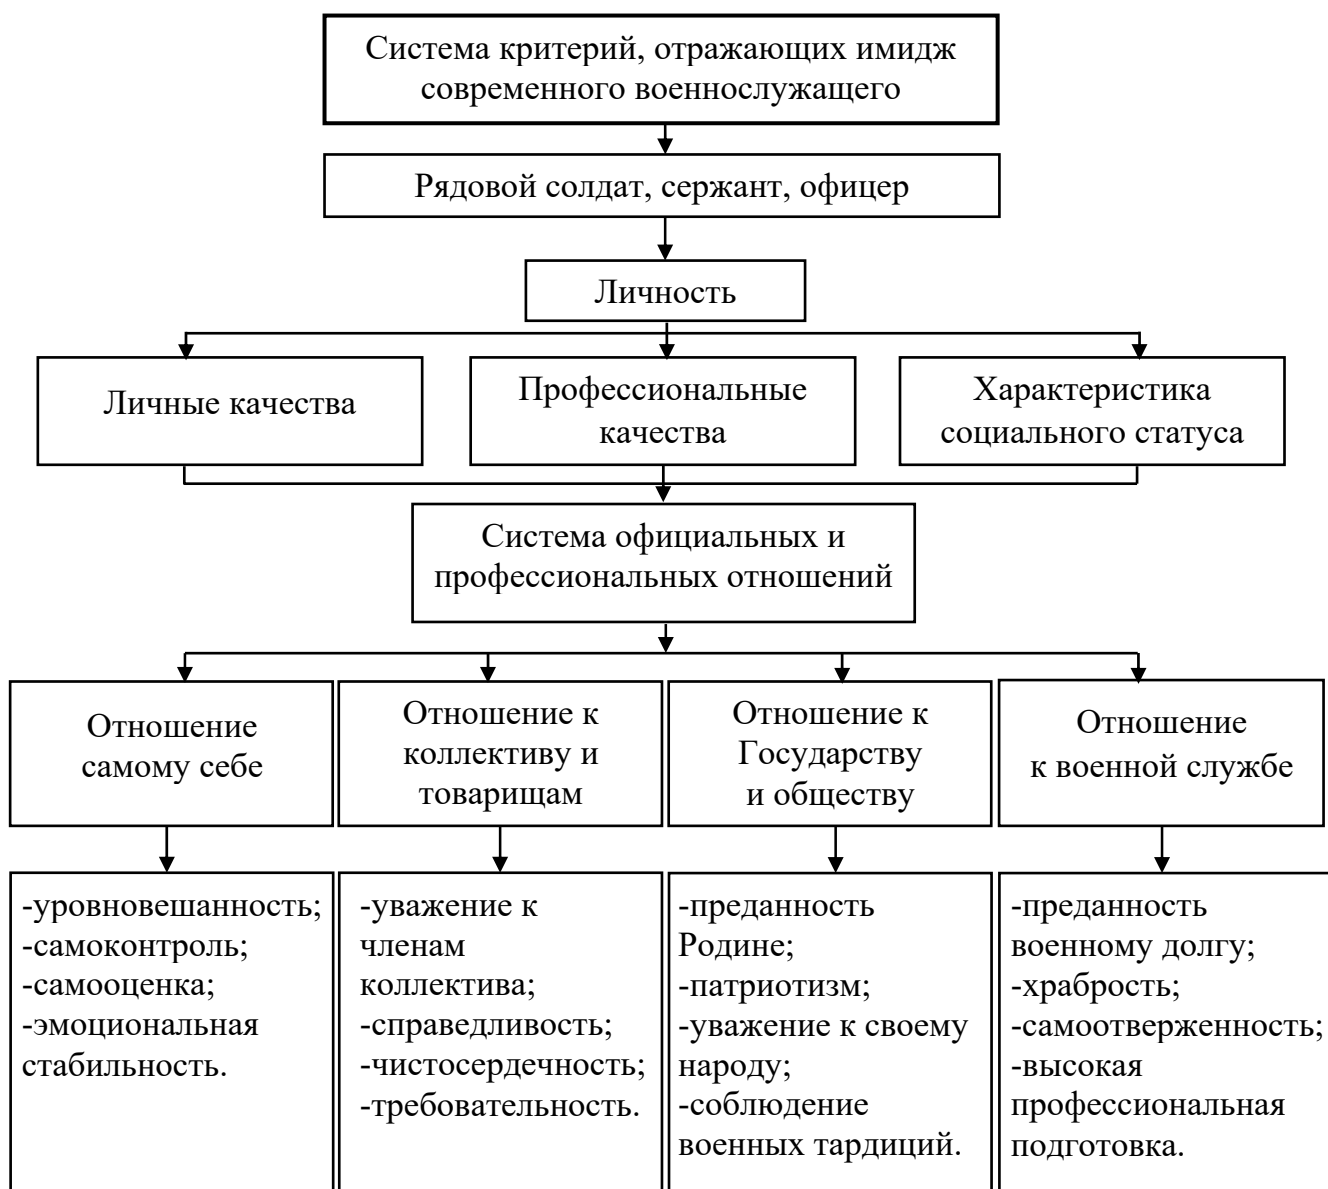 Система критерий, отражающих имидж
современного военнослужащего
Рядовой солдат, сержант, офицер
Личность
Личные качества
Профессиональные
качества
Характеристика
социального статуса
Система официальных и
профессиональных отношений
Отношение
самому себе
Отношение к
коллективу и
товарищам
Отношение к
Государству
и обществу
Отношение
к военной службе
-уровновешанность;
-самоконтроль;
-самооценка;
-эмоциональная
стабильность.
-уважение к
членам
коллектива;
-справедливость;
-чистосердечность;
-требовательность.
-преданность
Родине;
-патриотизм;
-уважение к своему
народу;
-соблюдение
военных тардиций.
-преданность
военному долгу;
-храбрость;
-самоотверженность;
-высокая
профессиональная
подготовка.